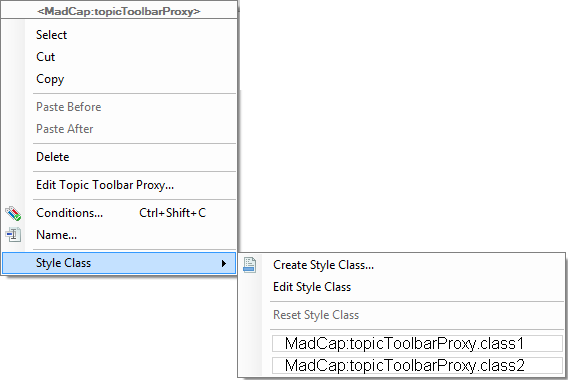 <MadCap:topicToolbarProxy>
Select
Cut
Copy
Paste Before
Paste After
Delete
Edit Topic Toolbar Proxy...
Conditions... Ctrl+Shift+C
Name...
Style Class
Create Style Class...
Edit Style Class
Reset Style Class
MadCap:topicToolbarProxy.class1
MadCap:topicToolbarProxy.class2